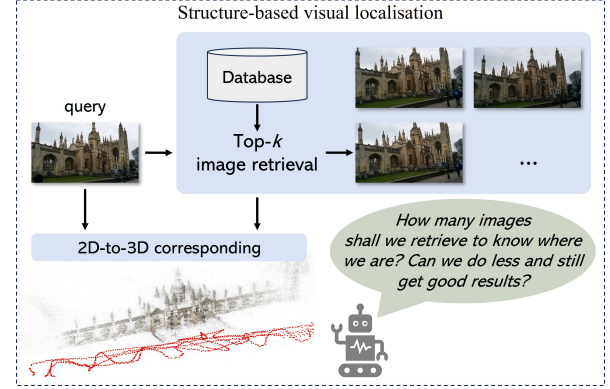 Structure-based visual localisation
Database
query
Top-k
image retrieval
...
2D-to-3D corresponding
How many images
shall we retrieve to know where
we are? Can we do less and still
get good results?